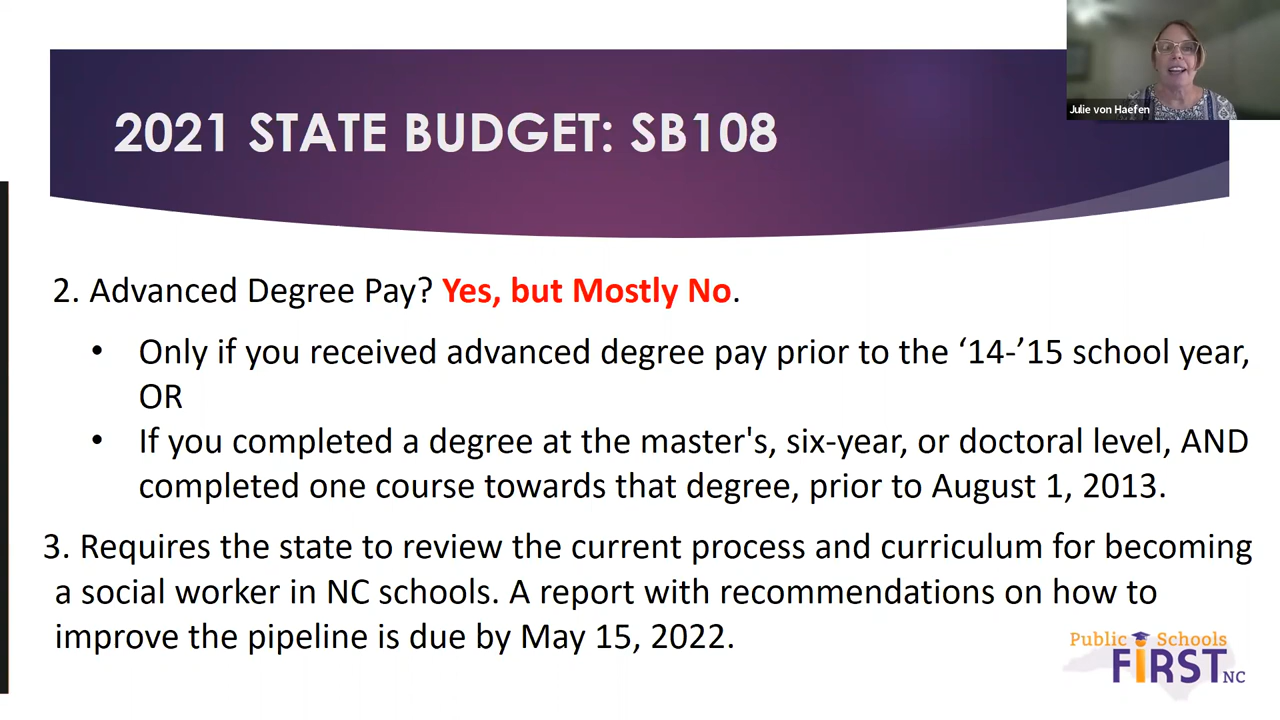 Julie von Haefen
2021 STATE BUDGET: SB108
2. Advanced Degree Pay? Yes, but Mostly No.
• Only if you received advanced degree pay prior to the ‘14-’15 school year,
OR
• If you completed a degree at the master's, six-year, or doctoral level, AND
completed one course towards that degree, prior to August 1, 2013.
3. Requires the state to review the current process and curriculum for becoming
a social worker in NC schools. A report with recommendations on how to
improve the pipeline is due by May 15, 2022.
Public Schools
FiRST NC